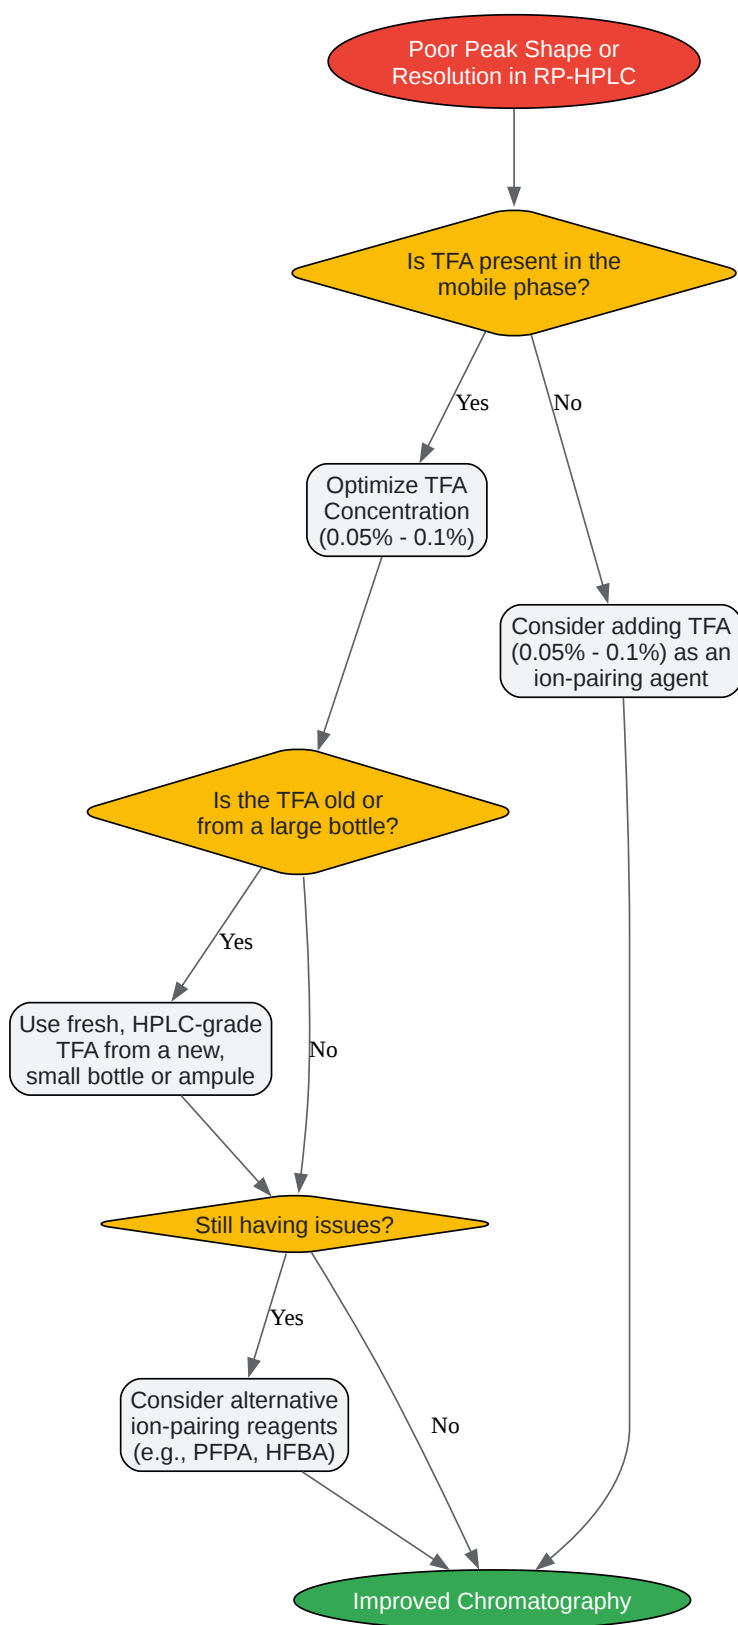 Poor Peak Shape or
Resolution in RP-HPLC
Is TFA present in the
mobile phase?
Yes
No
Optimize TFA
Concentration
(0.05% - 0.1%)
Consider adding TFA
(0.05% - 0.1%) as an
ion-pairing agent
Is the TFA old or
from a large bottle?
Yes
Use fresh, HPLC-grade
TFA from a new,
small bottle or ampule
No
Still having issues?
Yes
Consider alternative
ion-pairing reagents
(e.g., PFPA, HFBA)
No
Improved Chromatography